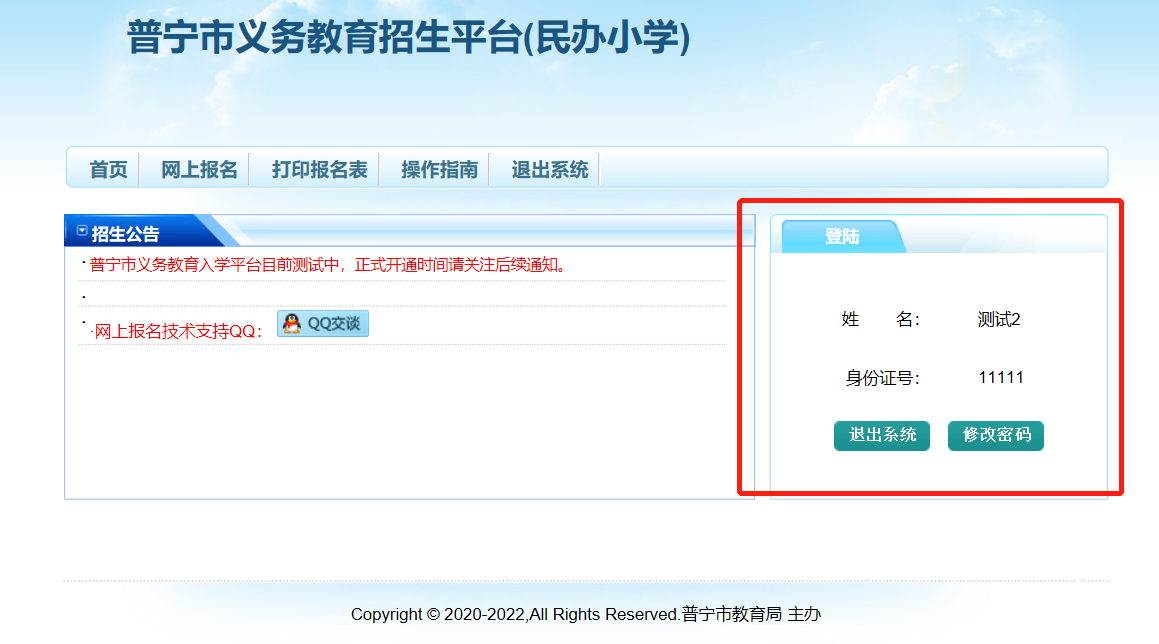 普宁市义务教育招生平台(民办小学)
首页 网上报名 打印报名表 操作指南 退出系统
招生公告
·普宁市义务教育入学平台目前测试中，正式开通时间请关注后续通知。
·
· ·网上报名技术支持QQ： QQ交谈
登陆
姓 名： 测试2
身份证号： 11111
退出系统 修改密码
Copyright © 2020-2022,All Rights Reserved.普宁市教育局 主办